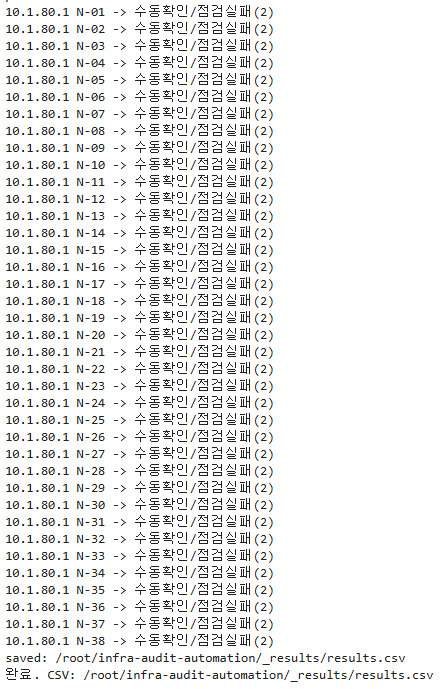 10.1.80.1 N-01 -> 수동확인/점검실패(2)
10.1.80.1 N-02 -> 수동확인/점검실패(2)
10.1.80.1 N-03 -> 수동확인/점검실패(2)
10.1.80.1 N-04 -> 수동확인/점검실패(2)
10.1.80.1 N-05 -> 수동확인/점검실패(2)
10.1.80.1 N-06 -> 수동확인/점검실패(2)
10.1.80.1 N-07 -> 수동확인/점검실패(2)
10.1.80.1 N-08 -> 수동확인/점검실패(2)
10.1.80.1 N-09 -> 수동확인/점검실패(2)
10.1.80.1 N-10 -> 수동확인/점검실패(2)
10.1.80.1 N-11 -> 수동확인/점검실패(2)
10.1.80.1 N-12 -> 수동확인/점검실패(2)
10.1.80.1 N-13 -> 수동확인/점검실패(2)
10.1.80.1 N-14 -> 수동확인/점검실패(2)
10.1.80.1 N-15 -> 수동확인/점검실패(2)
10.1.80.1 N-16 -> 수동확인/점검실패(2)
10.1.80.1 N-17 -> 수동확인/점검실패(2)
10.1.80.1 N-18 -> 수동확인/점검실패(2)
10.1.80.1 N-19 -> 수동확인/점검실패(2)
10.1.80.1 N-20 -> 수동확인/점검실패(2)
10.1.80.1 N-21 -> 수동확인/점검실패(2)
10.1.80.1 N-22 -> 수동확인/점검실패(2)
10.1.80.1 N-23 -> 수동확인/점검실패(2)
10.1.80.1 N-24 -> 수동확인/점검실패(2)
10.1.80.1 N-25 -> 수동확인/점검실패(2)
10.1.80.1 N-26 -> 수동확인/점검실패(2)
10.1.80.1 N-27 -> 수동확인/점검실패(2)
10.1.80.1 N-28 -> 수동확인/점검실패(2)
10.1.80.1 N-29 -> 수동확인/점검실패(2)
10.1.80.1 N-30 -> 수동확인/점검실패(2)
10.1.80.1 N-31 -> 수동확인/점검실패(2)
10.1.80.1 N-32 -> 수동확인/점검실패(2)
10.1.80.1 N-33 -> 수동확인/점검실패(2)
10.1.80.1 N-34 -> 수동확인/점검실패(2)
10.1.80.1 N-35 -> 수동확인/점검실패(2)
10.1.80.1 N-36 -> 수동확인/점검실패(2)
10.1.80.1 N-37 -> 수동확인/점검실패(2)
10.1.80.1 N-38 -> 수동확인/점검실패(2)
saved: /root/infra-audit-automation/_results/results.csv
완료. CSV: /root/infra-audit-automation/_results/results.csv